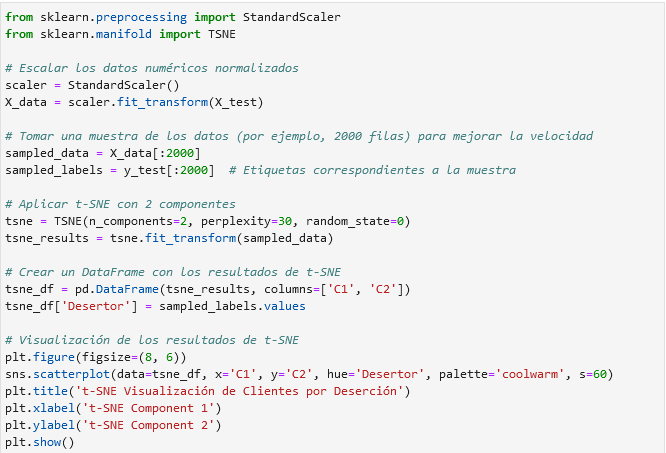 from sklearn.preprocessing import StandardScaler
from sklearn.manifold import TSNE
# Escalar los datos numéricos normalizados
scaler = StandardScaler()
X_data = scaler.fit_transform(X_test)
# Tomar una muestra de los datos (por ejemplo, 2000 filas) para mejorar la velocidad
sampled_data = X_data[:2000]
sampled_labels = y_test[:2000]  # Etiquetas correspondientes a la muestra
# Aplicar t-SNE con 2 componentes
tsne = TSNE(n_components=2, perplexity=30, random_state=0)
tsne_results = tsne.fit_transform(sampled_data)
# Crear un DataFrame con los resultados de t-SNE
tsne_df = pd.DataFrame(tsne_results, columns=['C1', 'C2'])
tsne_df['Desertor'] = sampled_labels.values
# Visualización de los resultados de t-SNE
plt.figure(figsize=(8, 6))
sns.scatterplot(data=tsne_df, x='C1', y='C2', hue='Desertor', palette='coolwarm', s=60)
plt.title('t-SNE Visualización de Clientes por Deserción')
plt.xlabel('t-SNE Component 1')
plt.ylabel('t-SNE Component 2')
plt.show()